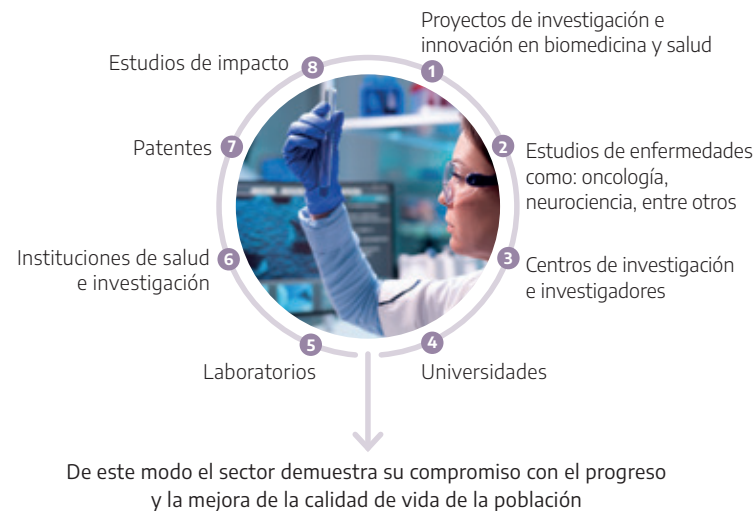 1
Proyectos de investigación e
innovación en biomedicina y salud
2
Estudios de enfermedades
como: oncología,
neurociencia, entre otros
3
Centros de investigación
e investigadores
4
Universidades
5
Laboratorios
6
Instituciones de salud
e investigación
7
Patentes
8
Estudios de impacto
De este modo el sector demuestra su compromiso con el progreso
y la mejora de la calidad de vida de la población